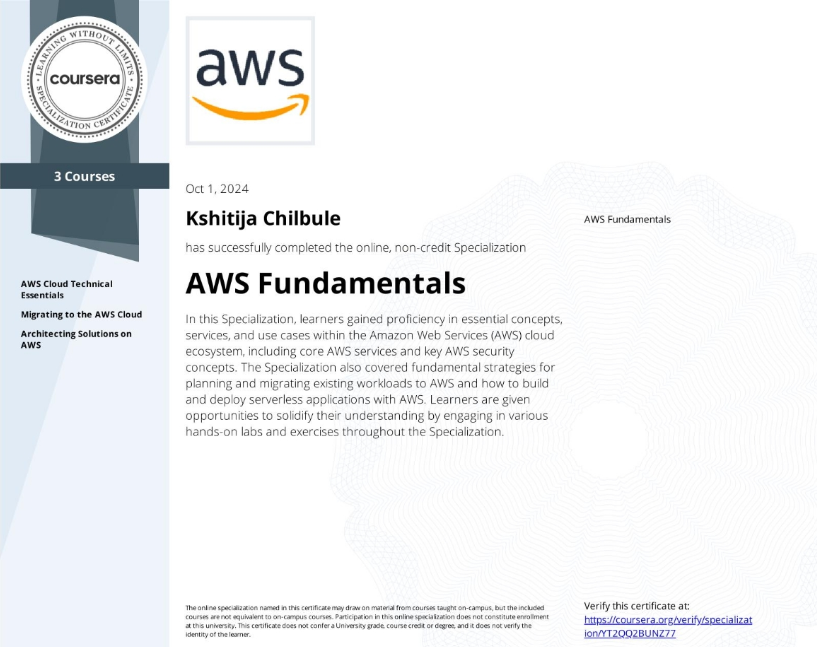 LEARNING WITHOUT LIMITS
coursera
SPECIALIZATION CERTIFICATE
3 Courses
AWS Cloud Technical
Essentials
Migrating to the AWS Cloud
Architecting Solutions on
AWS
aws
Oct 1, 2024
Kshitija Chilbule
has successfully completed the online, non-credit Specialization
AWS Fundamentals
In this Specialization, learners gained proficiency in essential concepts,
services, and use cases within the Amazon Web Services (AWS) cloud
ecosystem, including core AWS services and key AWS security
concepts. The Specialization also covered fundamental strategies for
planning and migrating existing workloads to AWS and how to build
and deploy serverless applications with AWS. Learners are given
opportunities to solidify their understanding by engaging in various
hands-on labs and exercises throughout the Specialization.
AWS Fundamentals
The online specialization named in this certificate may draw on material from courses taught on-campus, but the included
courses are not equivalent to on-campus courses. Participation in this online specialization does not constitute enrollment
at this university. This certificate does not confer a University grade, course credit or degree, and it does not verify the
identity of the learner.
Verify this certificate at:
https://coursera.org/verify/specializat
ion/YT2QQ2BUNZ77